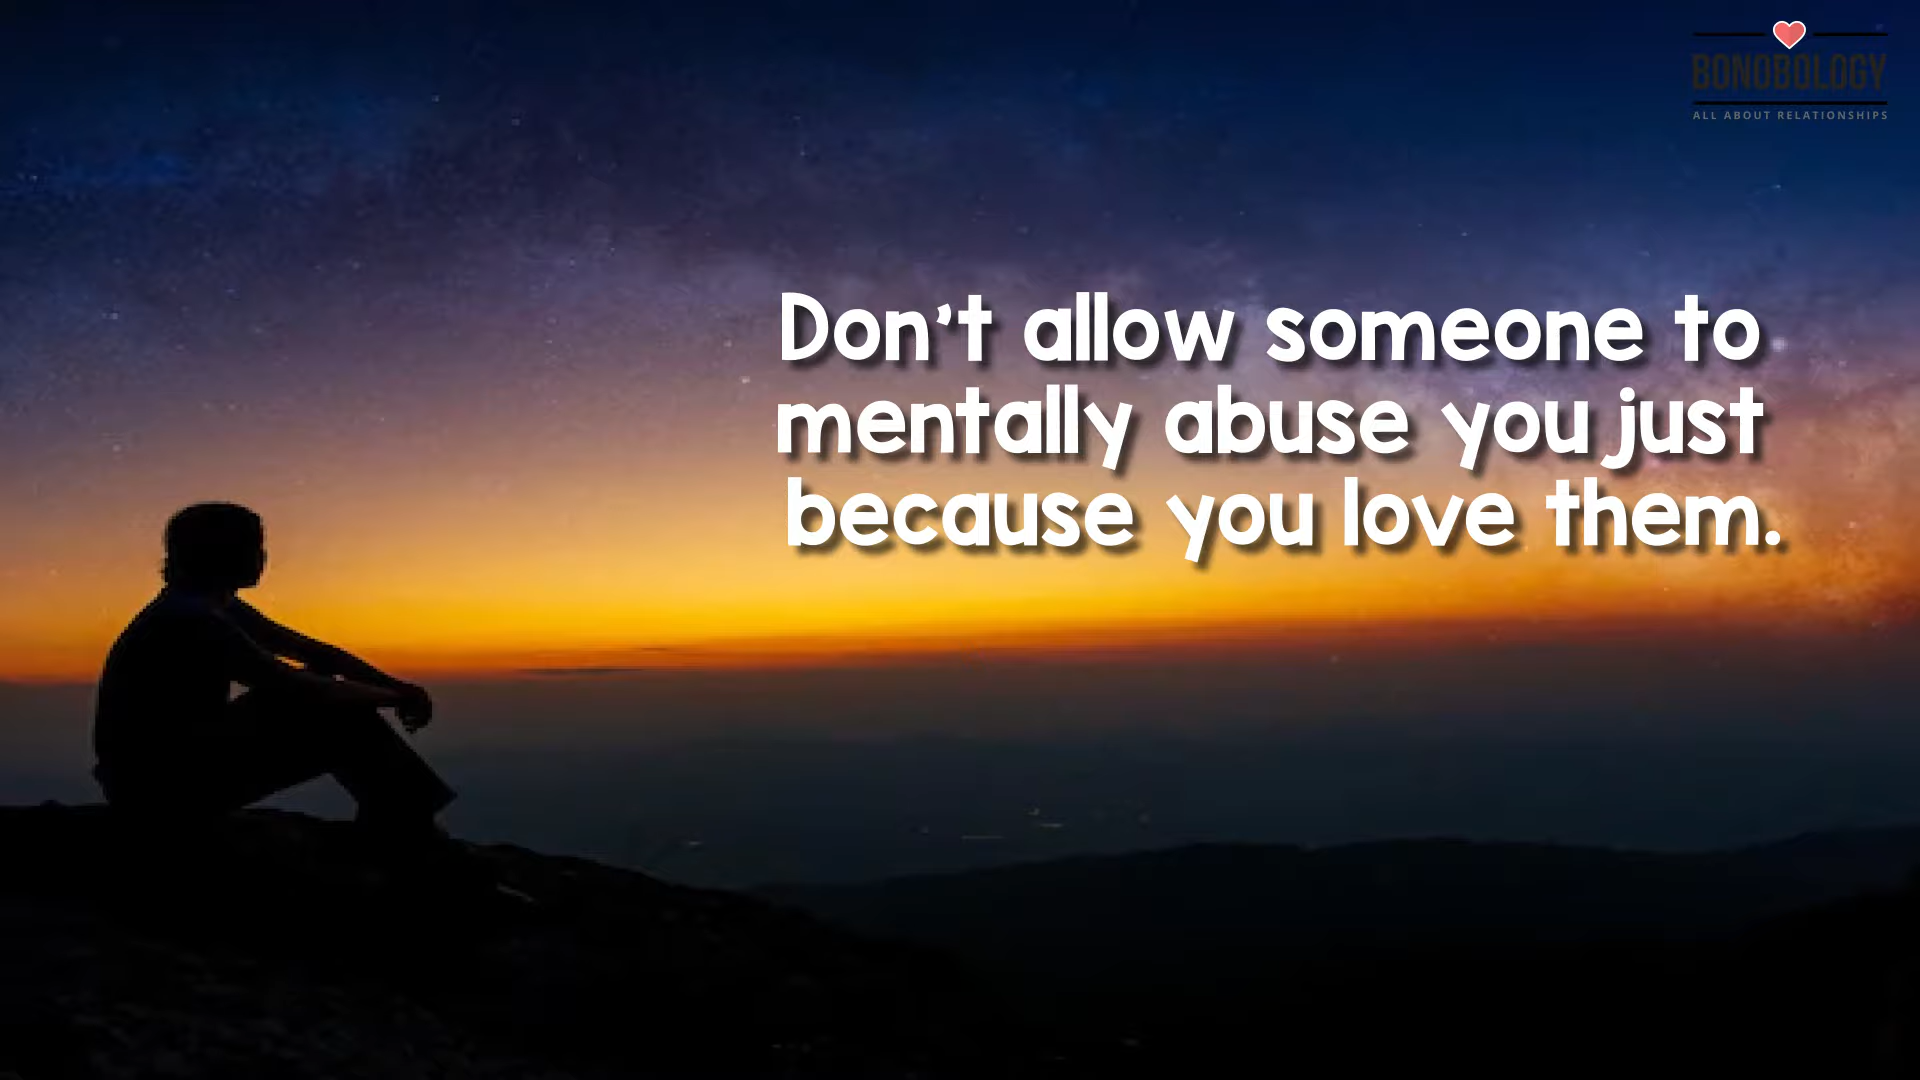 BONOBOLOGY
ALL ABOUT RELATIONSHIPS
Don't allow someone to
mentally abuse you just
because you love them.